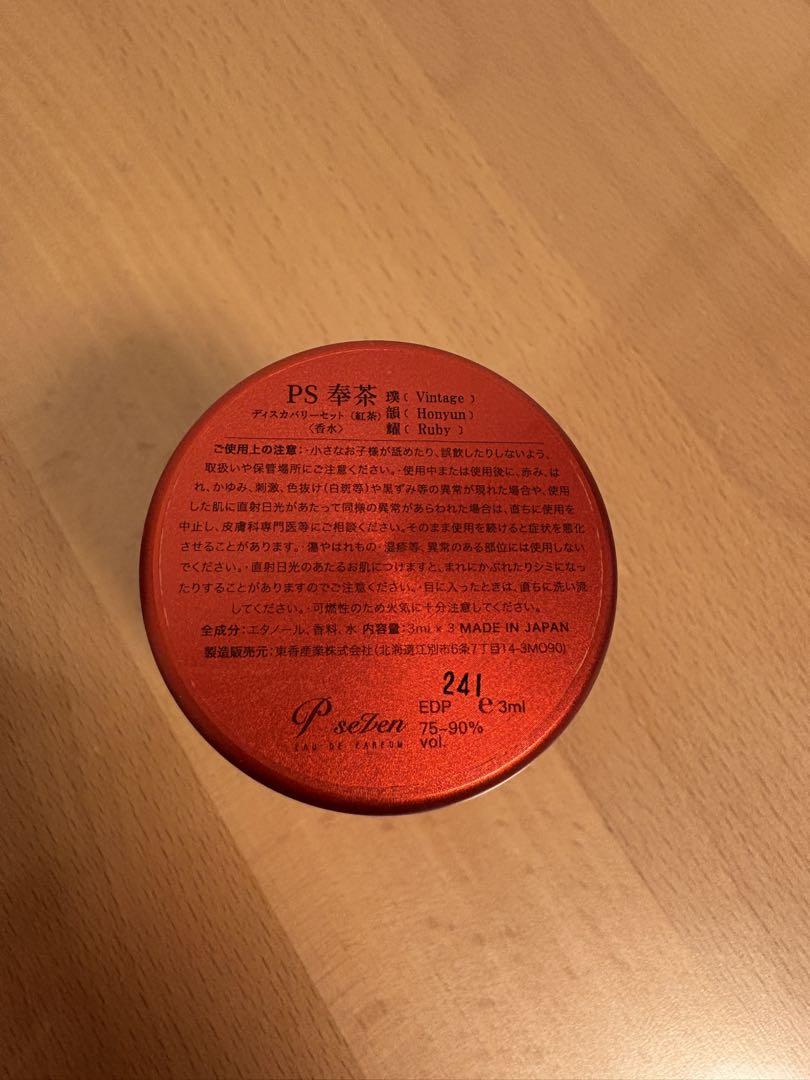 PS 奉茶 璞( Vintage )
ディスカバリーセット(紅茶) 韻( Honyun )
〈香水〉 耀( Ruby )
ご使用上の注意:・小さなお子様が舐めたり、誤飲したりしないよう、
取扱いや保管場所にご注意ください。・使用中または使用後に、赤み、は
れ、かゆみ、刺激、色抜け(白斑等)や黒ずみ等の異常が現れた場合や、使用
した肌に直射日光があたって同様の異常があらわれた場合は、直ちに使用を
中止し、皮膚科専門医等にご相談ください。そのまま使用を続けると症状を悪化
させることがあります。・傷やはれもの・湿疹等、異常のある部位には使用しない
でください。・直射日光のあたるお肌につけますと、まれにかぶれたりシミになっ
たりすることがありますのでご注意ください。・目に入ったときは、直ちに洗い流
してください。・可燃性のため火気に十分注意してください。
全成分:エタノール、香料、水 内容量:3ml × 3 MADE IN JAPAN
製造販売元:東香産業株式会社(北海道江別市6条7丁目14-3MO90)
241
P seZen EDP e 3ml
EAU DE PARFUM 75-90%
vol.